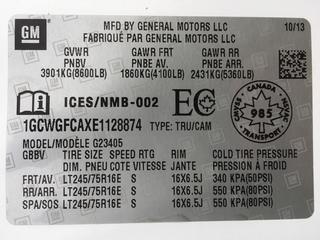 GM
MFD BY GENERAL MOTORS LLC 10/13
FABRIQUÉ PAR GENERAL MOTORS LLC
GVWR GAWR FRT GAWR RR
PNBV PNBE AV. PNBE ARR.
3901KG(8600LB) 1860KG(4100LB) 2431KG(5360LB)
ICES/NMB-002 EC
CANADA
985
TRANSPORT
1GCWGFCAXE1128874 TYPE: TRU/CAM
MODEL/MODÈLE G23405
GBBV. TIRE SIZE SPEED RTG RIM COLD TIRE PRESSURE
DIM. PNEU COTE VITESSE JANTE PRESSION À FROID
FRT/AV. LT245/75R16E S 16X6.5J 340 KPA(50PSI)
RR/ARR. LT245/75R16E S 16X6.5J 550 KPA(80PSI)
SPA/SOS LT245/75R16E S 16X6.5J 550 KPA(80PSI)